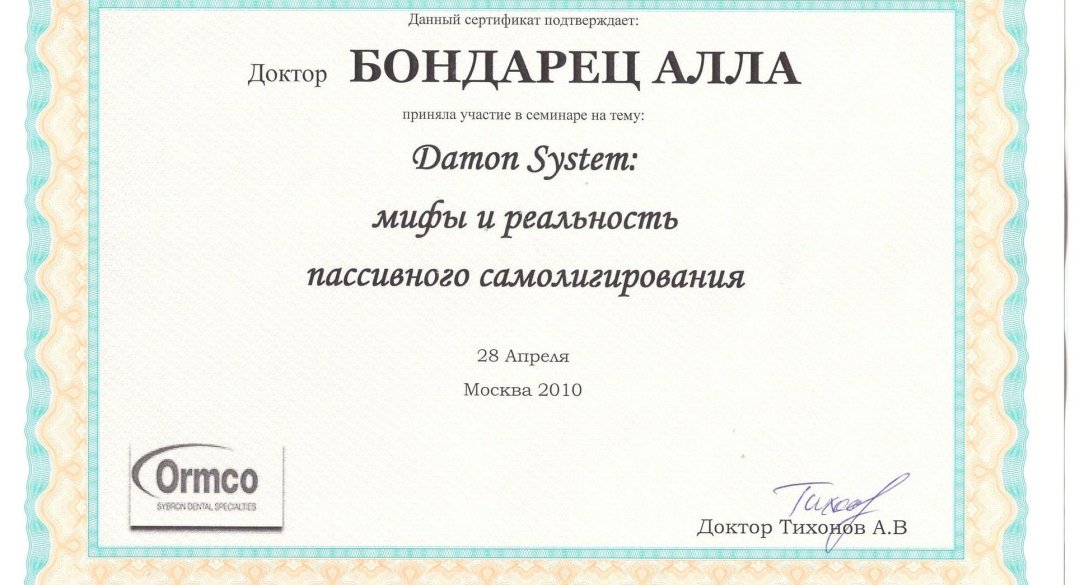 Данный сертификат подтверждает:
Доктор БОНДАРЕЦ АЛЛА
приняла участие в семинаре на тему:
Damon System:
мифы и реальность
пассивного самолигирования
28 Апреля
Москва 2010
Ormco
SYBRON DENTAL SPECIALTIES
Тихонов
Доктор Тихонов А.В